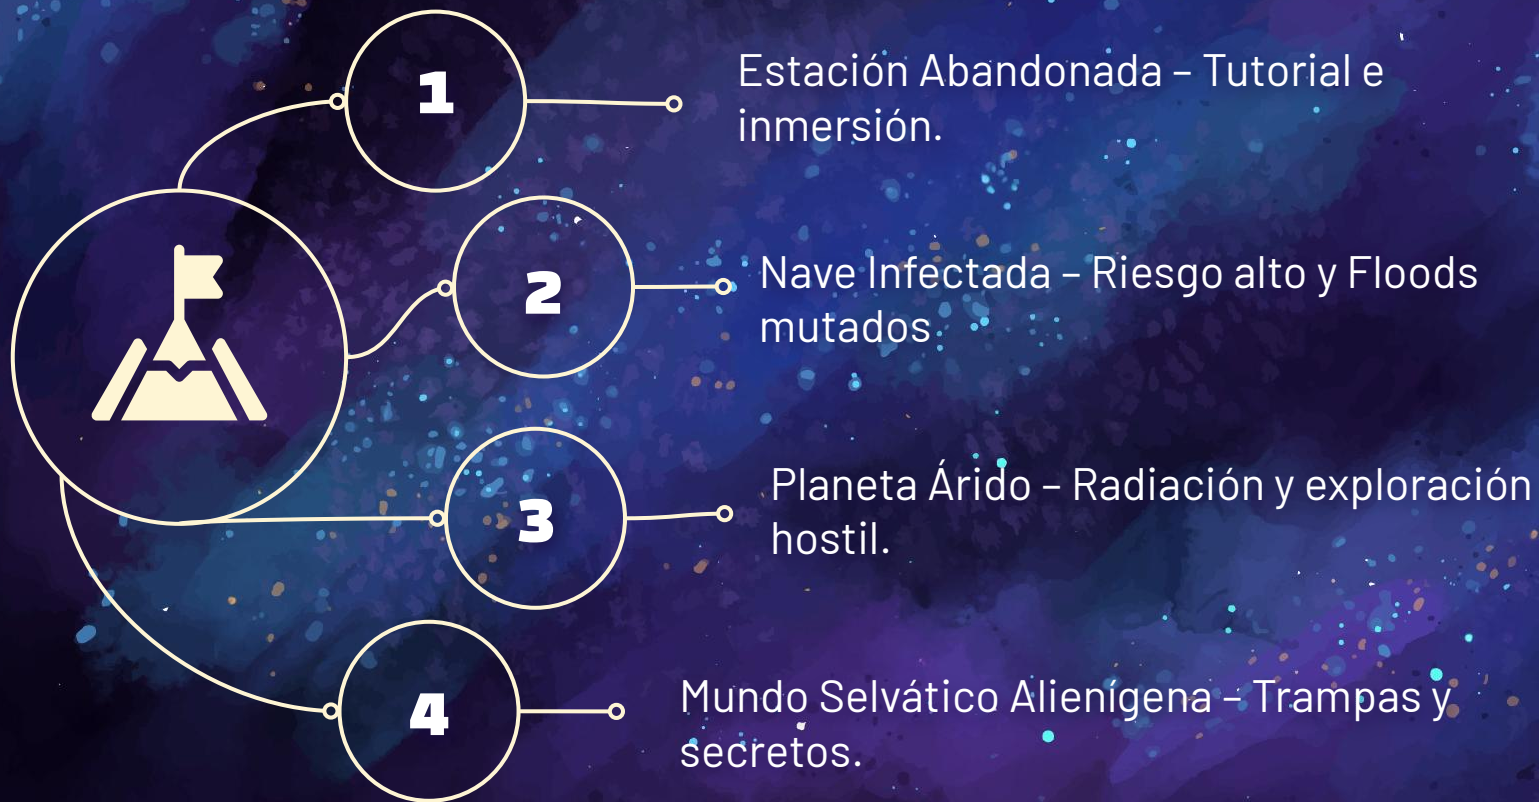 1
Estación Abandonada – Tutorial e
inmersión.
2
Nave Infectada – Riesgo alto y Floods
mutados
3
Planeta Árido – Radiación y exploración
hostil.
4
Mundo Selvático Alienígena – Trampas y
secretos.